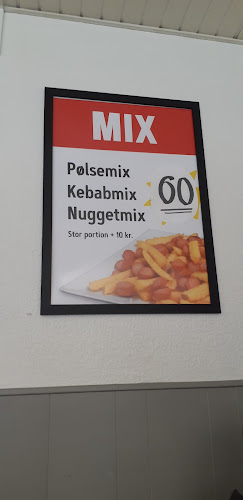 MIX
Pølsemix
Kebabmix
Nuggetmix
60
Stor portion + 10 kr.